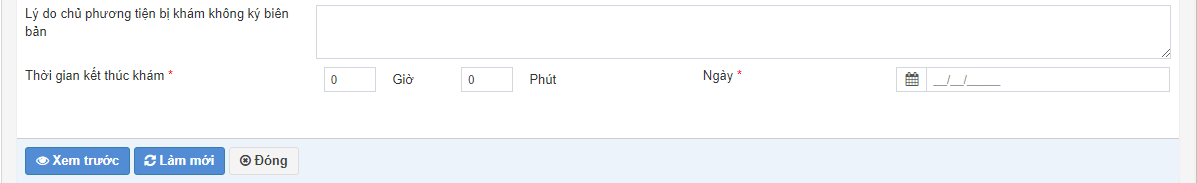 Lý do chủ phương tiện bị khám không ký biên
bản
Thời gian kết thúc khám * 0 Giờ 0 Phút Ngày * __/__/____
Xem trước Làm mới Đóng